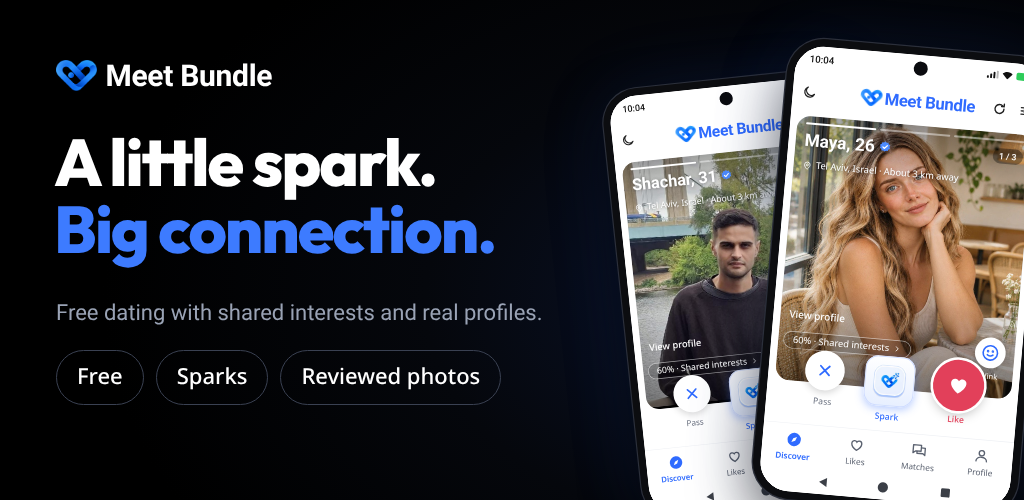 Meet Bundle
A little spark.
Big connection.
Free dating with shared interests and real profiles.
Free
Sparks
Reviewed photos
10:04
Meet Bundle
Shachar, 31
Tel Aviv, Israel · About 3 km a
View profile
60% · Shared interests >
Pass
Sp
Discover
Likes
10:04
Meet Bundle
Maya, 26
1 / 3
Tel Aviv, Israel · About 3 km away
View profile
60% · Shared interests >
Pass
Spark
Like
Discover
Likes
Matches
Profile